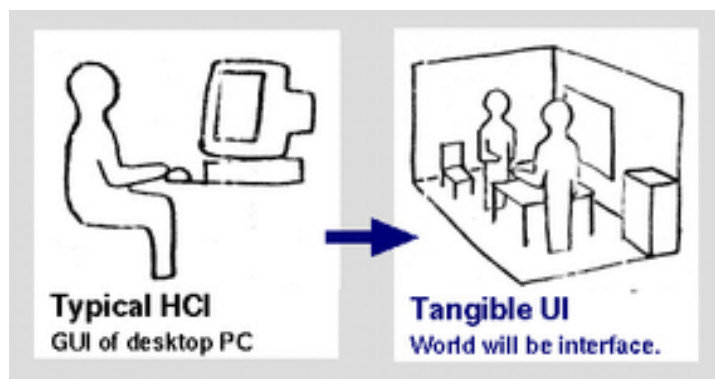 Typical HCI
GUI of desktop PC
Tangible UI
World will be interface.